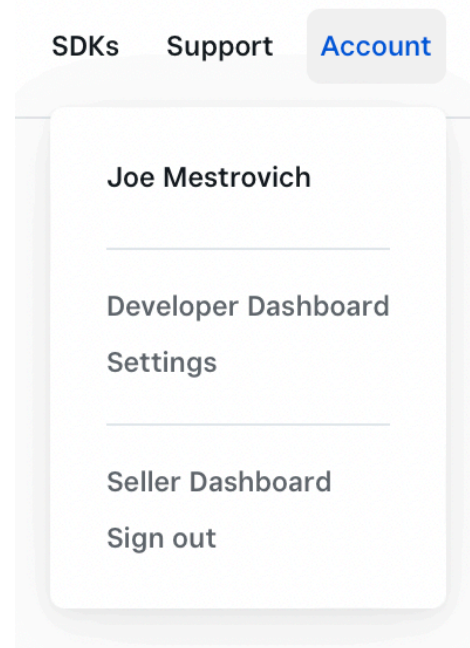 SDKs Support Account
Joe Mestrovich
Developer Dashboard
Settings
Seller Dashboard
Sign out